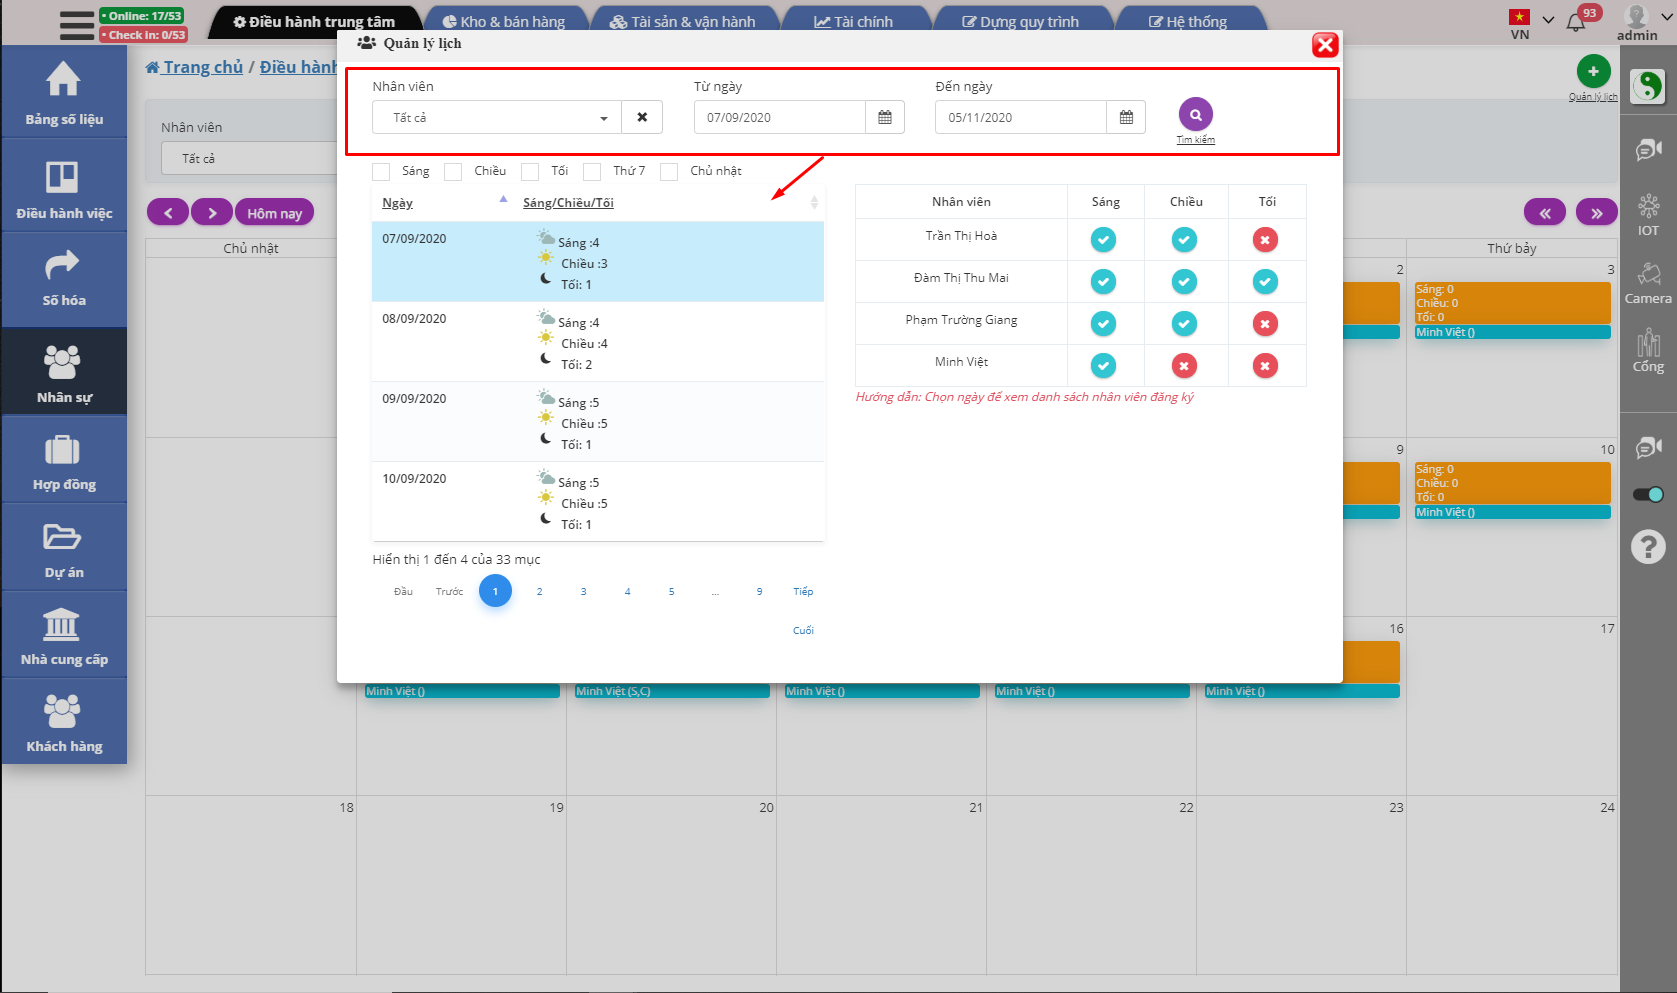 • Online: 17/53
• Check In: 0/53
Điều hành trung tâm
Kho & bán hàng
Tài sản & vận hành
Tài chính
Dựng quy trình
Hệ thống
VN
93
admin
Bảng số liệu
Điều hành việc
Số hóa
Nhân sự
Hợp đồng
Dự án
Nhà cung cấp
Khách hàng
Trang chủ / Điều hành
Quản lý lịch
Nhân viên
Tất cả
Hôm nay
Chủ nhật
Thứ bảy
Quản lý lịch
Nhân viên
Từ ngày
Đến ngày
Tất cả
07/09/2020
05/11/2020
Tìm kiếm
Sáng
Chiều
Tối
Thứ 7
Chủ nhật
Ngày
Sáng/Chiều/Tối
07/09/2020
Sáng :4
Chiều :3
Tối: 1
08/09/2020
Sáng :4
Chiều :4
Tối: 2
09/09/2020
Sáng :5
Chiều :5
Tối: 1
10/09/2020
Sáng :5
Chiều :5
Tối: 1
Hiển thị 1 đến 4 của 33 mục
Đầu Trước 1 2 3 4 5 ... 9 Tiếp
Cuối
Nhân viên Sáng Chiều Tối
Trần Thị Hoà
Đàm Thị Thu Mai
Phạm Trường Giang
Minh Việt
Hướng dẫn: Chọn ngày để xem danh sách nhân viên đăng ký
2
3
Sáng: 0
Chiều: 0
Tối: 0
Minh Việt ()
9
10
Sáng: 0
Chiều: 0
Tối: 0
Minh Việt ()
16
17
Minh Việt ()
Minh Việt (S,C)
Minh Việt ()
Minh Việt ()
Minh Việt ()
18
19
20
21
22
23
24
IOT
Camera
Cổng